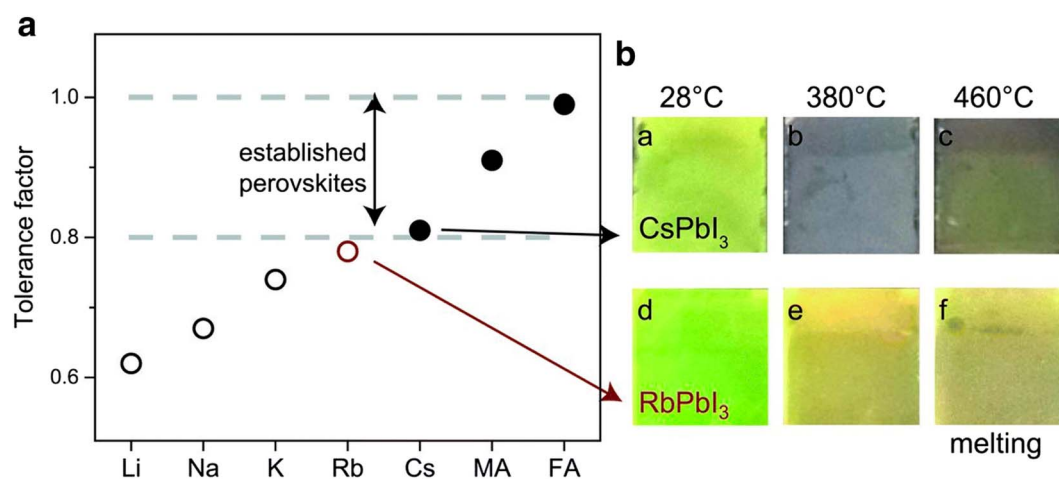 a
Tolerance factor
1.0
0.8
0.6
established
perovskites
Li Na K Rb Cs MA FA
b
28°C 380°C 460°C
a b c
CsPbI₃
d e f
RbPbI₃
melting